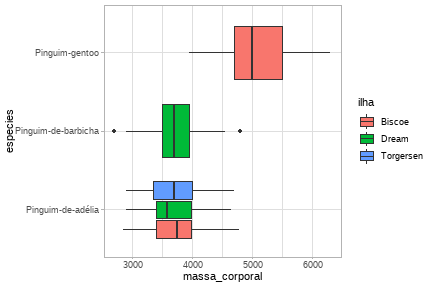 Pinguim-gentoo
Pinguim-de-barbicha
Pinguim-de-adélia
especies
3000 4000 5000 6000
massa_corporal
ilha
Biscoe
Dream
Torgersen